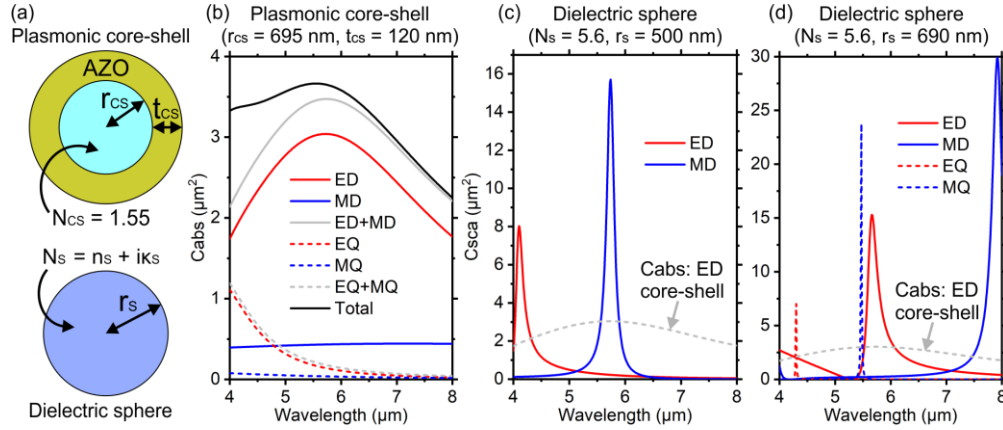 (a)
Plasmonic core-shell
AZO
rCS
tCS
NCS = 1.55
NS = nS + iκS
rS
Dielectric sphere
(b)
Plasmonic core-shell
(rCS = 695 nm, tCS = 120 nm)
Cabs (μm²)
4
3
2
1
0
ED
MD
ED+MD
EQ
MQ
EQ+MQ
Total
4 5 6 7 8
Wavelength (μm)
(c)
Dielectric sphere
(NS = 5.6, rS = 500 nm)
Csca (μm²)
16
14
12
10
8
6
4
2
0
ED
MD
Cabs: ED
core-shell
4 5 6 7 8
Wavelength (μm)
(d)
Dielectric sphere
(NS = 5.6, rS = 690 nm)
30
25
20
15
10
5
0
ED
MD
EQ
MQ
Cabs: ED
core-shell
4 5 6 7 8
Wavelength (μm)